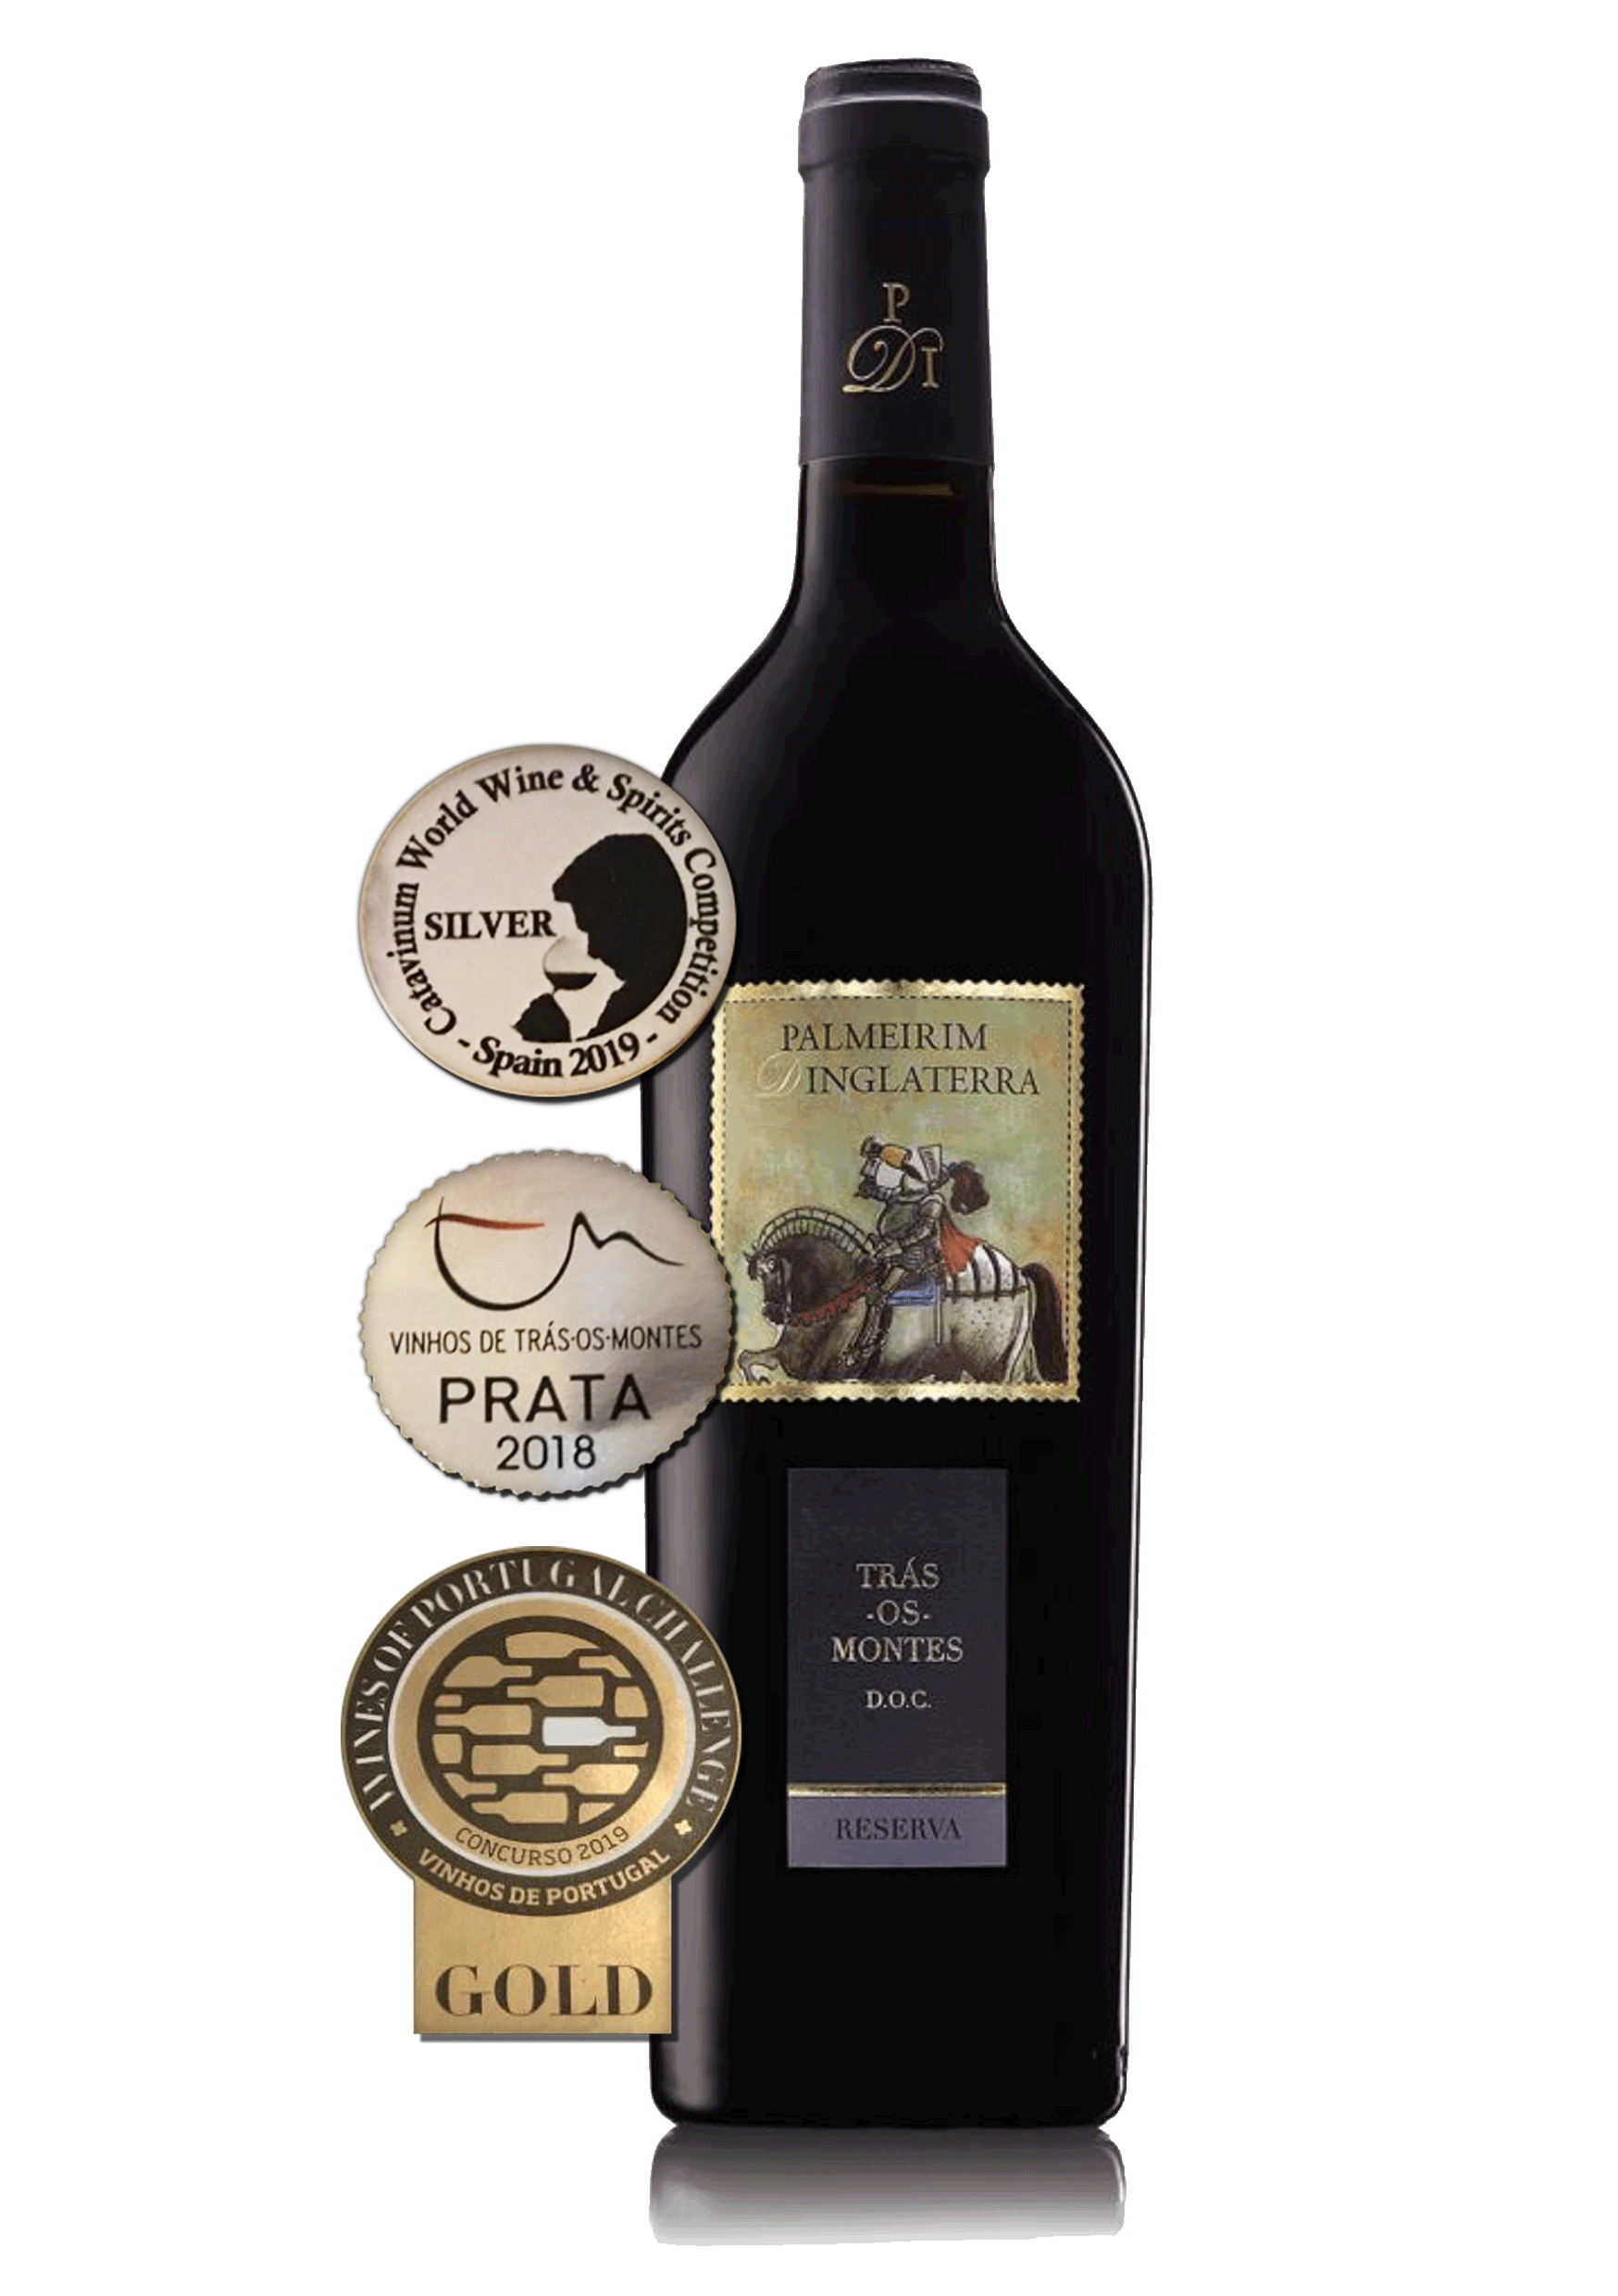 P
D I
Catavinum World Wine & Spirits Competition
SILVER
- Spain 2019 -
PALMEIRIM
D INGLATERRA
VINHOS DE TRÁS·OS·MONTES
PRATA
2018
TRÁS
-OS-
MONTES
D.O.C.
RESERVA
WINES OF PORTUGAL CHALLENGE
CONCURSO 2019
VINHOS DE PORTUGAL
GOLD